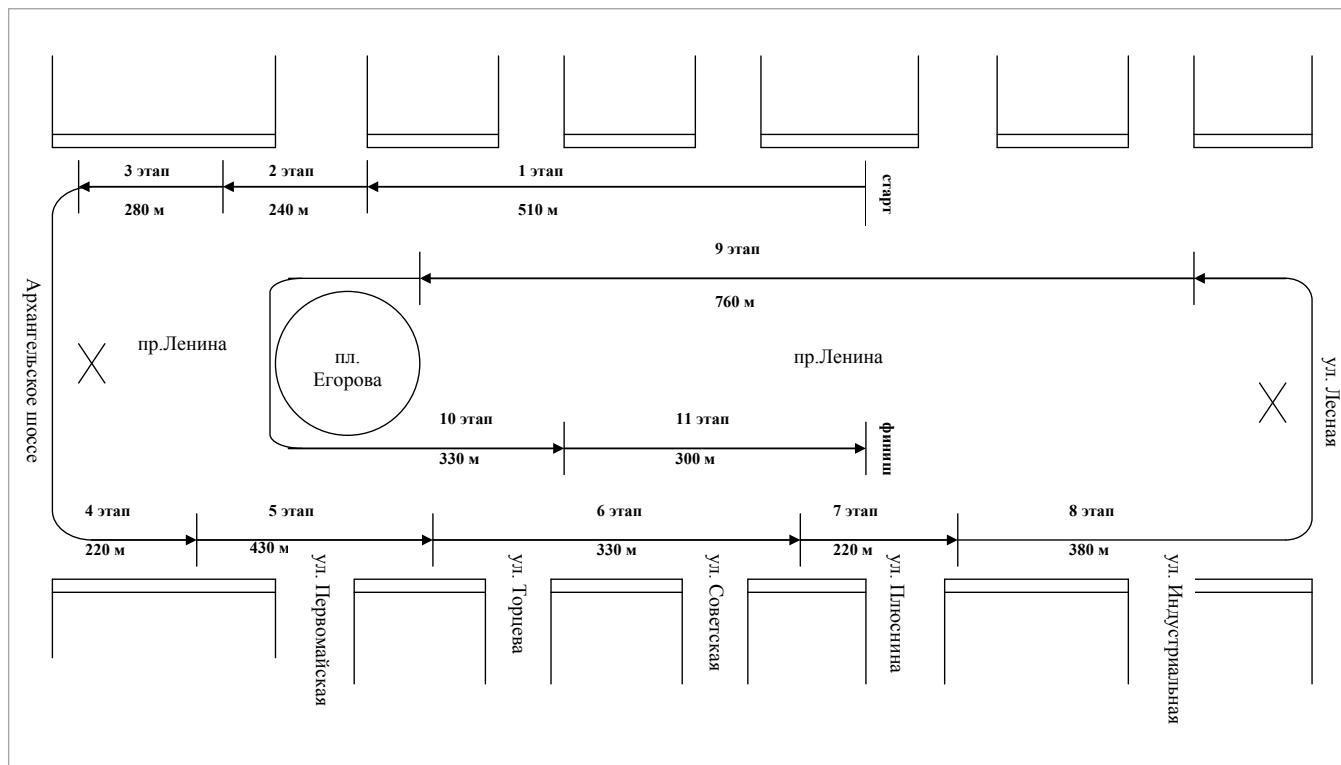 3 этап
2 этап
1 этап
старт
280 м
240 м
510 м
9 этап
760 м
Архангельское шоссе
пр.Ленина
пл.
Егорова
пр.Ленина
ул. Лесная
10 этап
11 этап
финиш
330 м
300 м
4 этап
5 этап
6 этап
7 этап
8 этап
220 м
430 м
330 м
220 м
380 м
ул. Первомайская
ул. Торцева
ул. Советская
ул. Плюснина
ул. Индустриальная